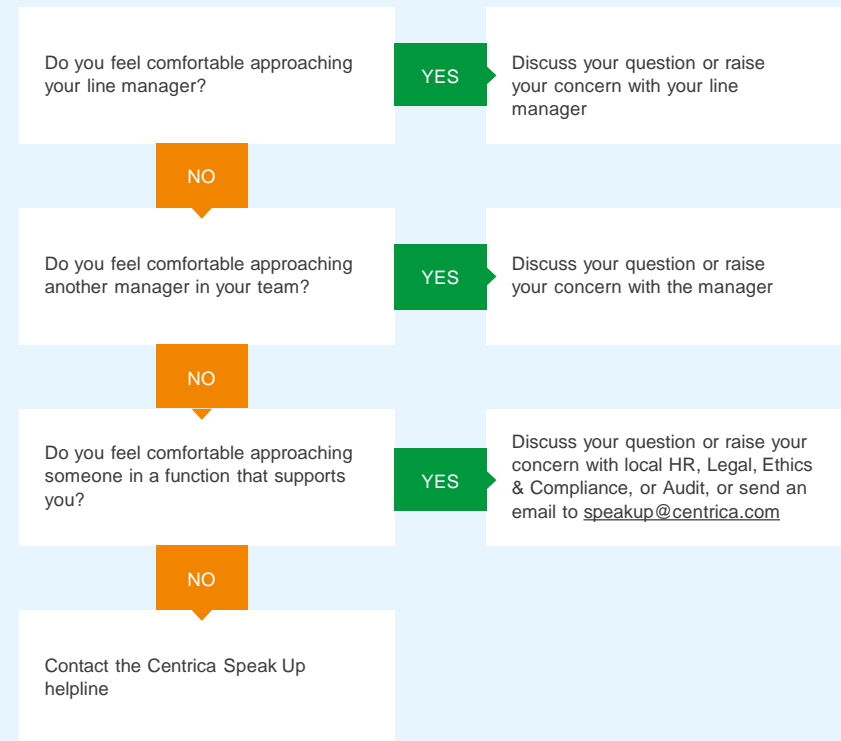 Do you feel comfortable approaching
your line manager?
YES
Discuss your question or raise
your concern with your line
manager
NO
Do you feel comfortable approaching
another manager in your team?
YES
Discuss your question or raise
your concern with the manager
NO
Do you feel comfortable approaching
someone in a function that supports
you?
YES
Discuss your question or raise your
concern with local HR, Legal, Ethics
& Compliance, or Audit, or send an
email to speakup@centrica.com
NO
Contact the Centrica Speak Up
helpline